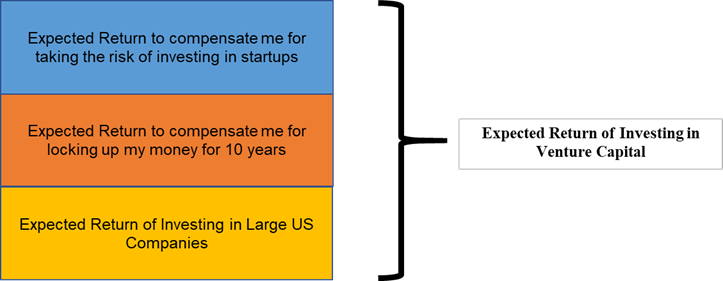 Expected Return to compensate me for
taking the risk of investing in startups
Expected Return to compensate me for
locking up my money for 10 years
Expected Return of Investing in Large US
Companies
Expected Return of Investing in
Venture Capital